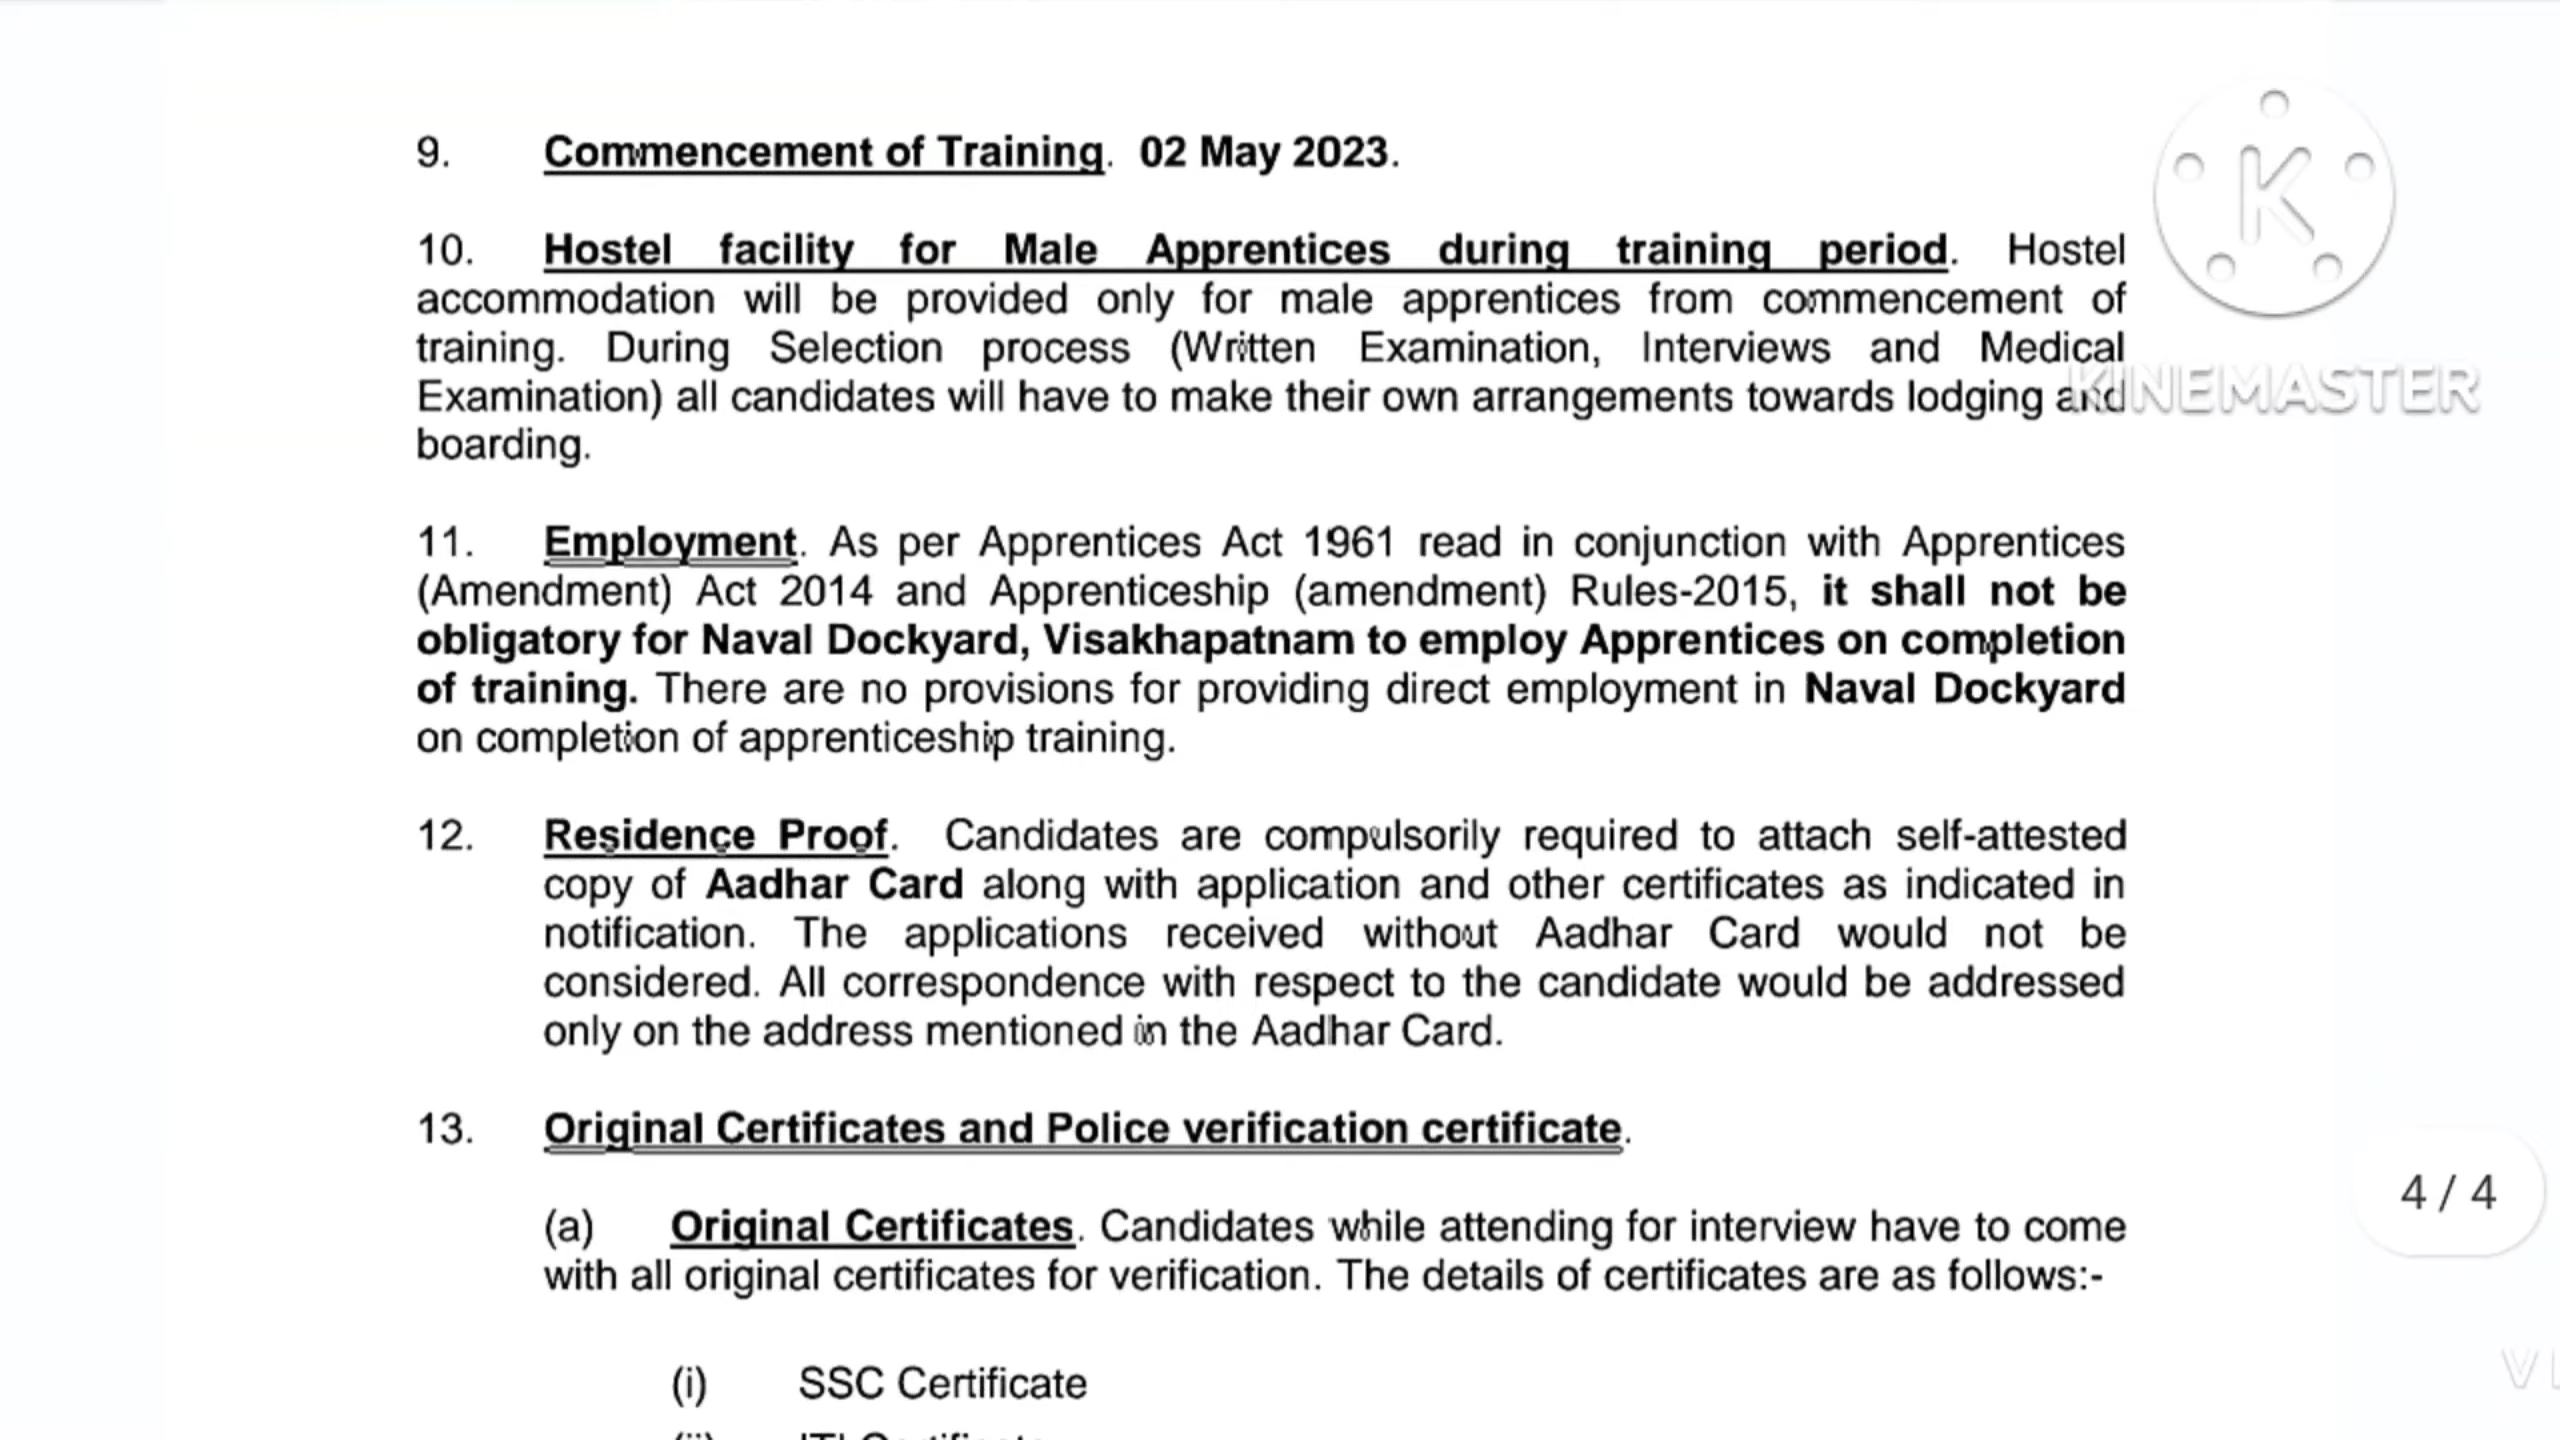 9. Commencement of Training. 02 May 2023.
10. Hostel facility for Male Apprentices during training period. Hostel
accommodation will be provided only for male apprentices from commencement of
training. During Selection process (Written Examination, Interviews and Medical
Examination) all candidates will have to make their own arrangements towards lodging and
boarding.
K
KINEMASTER
11. Employment. As per Apprentices Act 1961 read in conjunction with Apprentices
(Amendment) Act 2014 and Apprenticeship (amendment) Rules-2015, it shall not be
obligatory for Naval Dockyard, Visakhapatnam to employ Apprentices on completion
of training. There are no provisions for providing direct employment in Naval Dockyard
on completion of apprenticeship training.
12. Residence Proof. Candidates are compulsorily required to attach self-attested
copy of Aadhar Card along with application and other certificates as indicated in
notification. The applications received without Aadhar Card would not be
considered. All correspondence with respect to the candidate would be addressed
only on the address mentioned in the Aadhar Card.
13. Original Certificates and Police verification certificate.
4 / 4
(a) Original Certificates. Candidates while attending for interview have to come
with all original certificates for verification. The details of certificates are as follows:-
(i) SSC Certificate